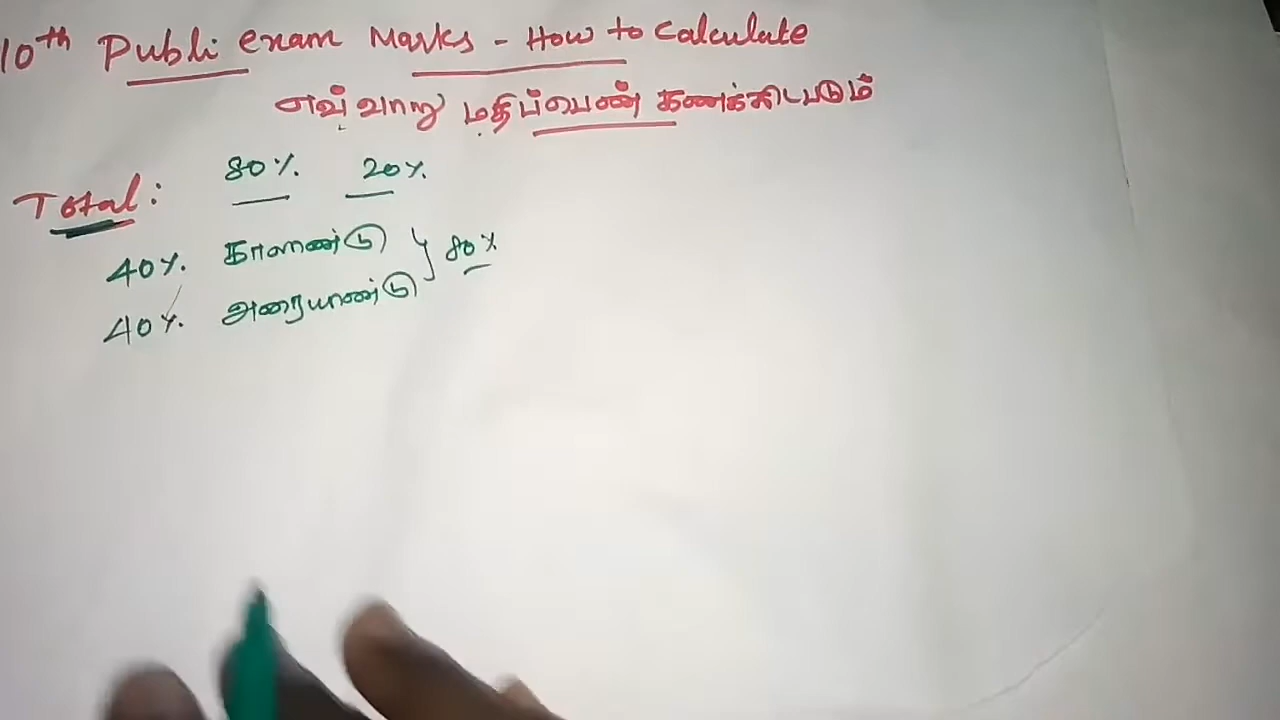 10th Publi exam Marks - How to Calculate
எவ்வாறு மதிப்பெண் கணக்கிடபடும்
Total: 80% 20%
40% காலாண்டு } 80%
40% அரையாண்டு